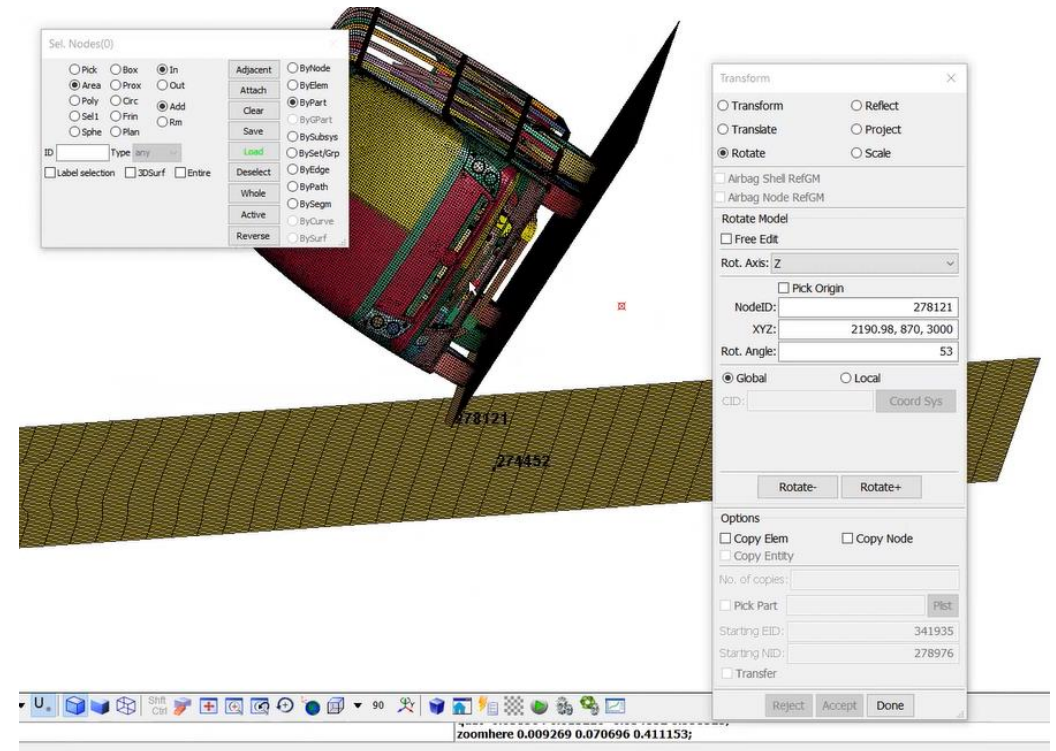 Sel. Nodes(0)
Pick Box In Adjacent ByNode
Area Prox Out Attach ByElem
Poly Circ Add Clear ByPart
Sel1 Frin Rm ByGPart
Sphe Plan Save BySubsys
ID Type any Load BySet/Grp
Label selection 3DSurf Entire Deselect ByEdge
Whole ByPath
Active BySegm
ByCurve
Reverse BySurf
Transform
Transform Reflect
Translate Project
Rotate Scale
Airbag Shell RefGM
Airbag Node RefGM
Rotate Model
Free Edit
Rot. Axis: Z
Pick Origin
NodeID: 278121
XYZ: 2190.98, 870, 3000
Rot. Angle: 53
Global Local
CID: Coord Sys
Rotate- Rotate+
Options
Copy Elem Copy Node
Copy Entity
No. of copies:
Pick Part Plist
Starting EID: 341935
Starting NID: 278976
Transfer
Reject Accept Done
278121
274452
U. Shft Ctrl 90
zoomhere 0.009269 0.070696 0.411153;